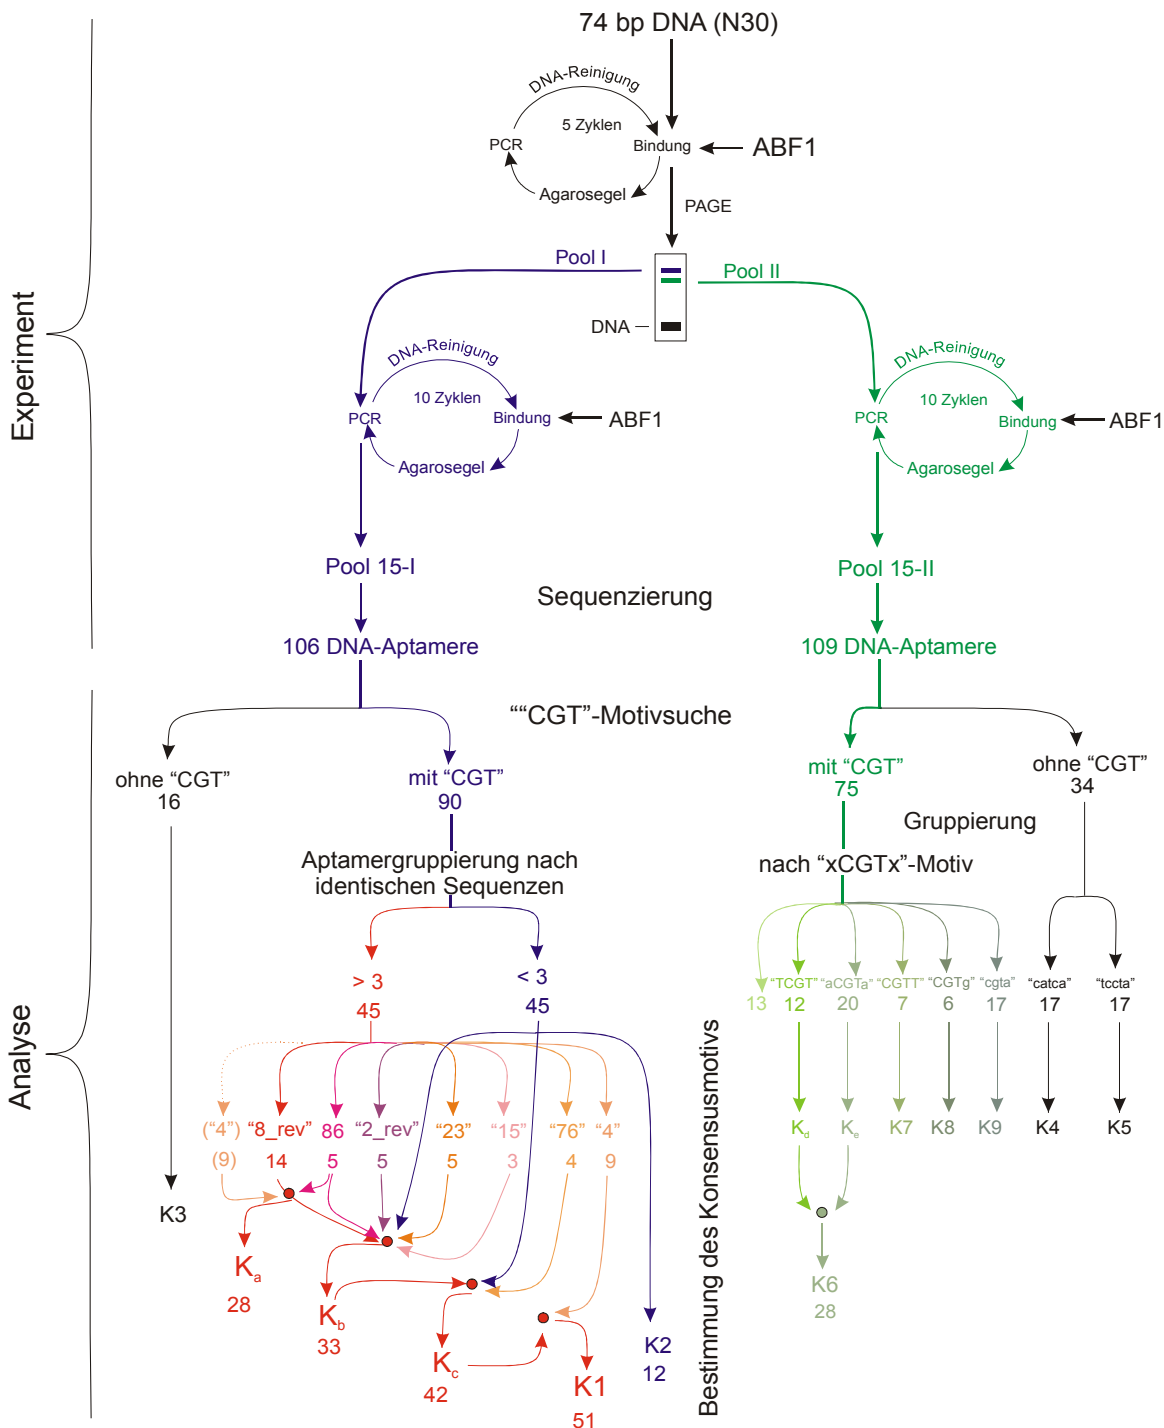 74 bp DNA (N30)
DNA-Reinigung
5 Zyklen
PCR
Bindung
ABF1
Agarosegel
PAGE
Pool I
Pool II
DNA
Experiment
DNA-Reinigung
10 Zyklen
PCR
Bindung
ABF1
Agarosegel
DNA-Reinigung
10 Zyklen
PCR
Bindung
ABF1
Agarosegel
Pool 15-I
Pool 15-II
Sequenzierung
106 DNA-Aptamere
109 DNA-Aptamere
““CGT”-Motivsuche
ohne “CGT”
16
mit “CGT”
90
mit “CGT”
75
ohne “CGT”
34
Gruppierung
Aptamergruppierung nach
identischen Sequenzen
nach “xCGTx”-Motiv
> 3
45
< 3
45
13
“TCGT”
12
“aCGTa”
20
“CGTT”
7
“CGTg”
6
“cgta”
17
“catca”
17
“tccta”
17
Analyse
Bestimmung des Konsensusmotivs
(“4”)
(9)
“8_rev”
14
86
5
“2_rev”
5
“23”
5
“15”
3
“76”
4
“4”
9
Kd
Ke
K7
K8
K9
K4
K5
K3
Ka
28
Kb
33
Kc
42
K1
51
K2
12
K6
28